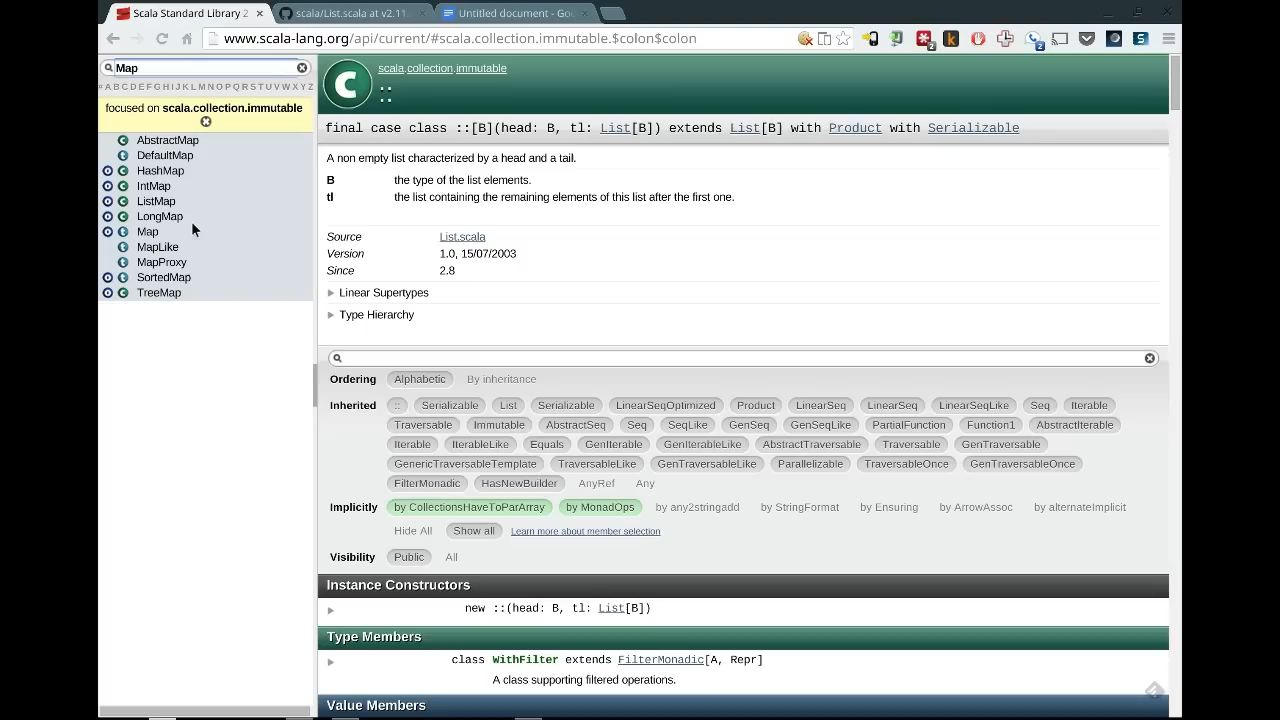 Scala Standard Library 2
scala/List.scala at v2.11
Untitled document - Goo
www.scala-lang.org/api/current/#scala.collection.immutable.$colon$colon
Map
#ABCDEFGHIJKLMNOPQRSTUVWXYZ
focused on scala.collection.immutable
AbstractMap
DefaultMap
HashMap
IntMap
ListMap
LongMap
Map
MapLike
MapProxy
SortedMap
TreeMap
C
scala.collection.immutable
::
final case class ::[B](head: B, tl: List[B]) extends List[B] with Product with Serializable
A non empty list characterized by a head and a tail.
B the type of the list elements.
tl the list containing the remaining elements of this list after the first one.
Source List.scala
Version 1.0, 15/07/2003
Since 2.8
Linear Supertypes
Type Hierarchy
Ordering Alphabetic By inheritance
Inherited :: Serializable List Serializable LinearSeqOptimized Product LinearSeq LinearSeq LinearSeqLike Seq Iterable
Traversable Immutable AbstractSeq Seq SeqLike GenSeq GenSeqLike PartialFunction Function1 AbstractIterable
Iterable IterableLike Equals GenIterable GenIterableLike AbstractTraversable Traversable GenTraversable
GenericTraversableTemplate TraversableLike GenTraversableLike Parallelizable TraversableOnce GenTraversableOnce
FilterMonadic HasNewBuilder AnyRef Any
Implicitly by CollectionsHaveToParArray by MonadOps by any2stringadd by StringFormat by Ensuring by ArrowAssoc by alternateImplicit
Hide All Show all Learn more about member selection
Visibility Public All
Instance Constructors
new ::(head: B, tl: List[B])
Type Members
class WithFilter extends FilterMonadic[A, Repr]
A class supporting filtered operations.
Value Members